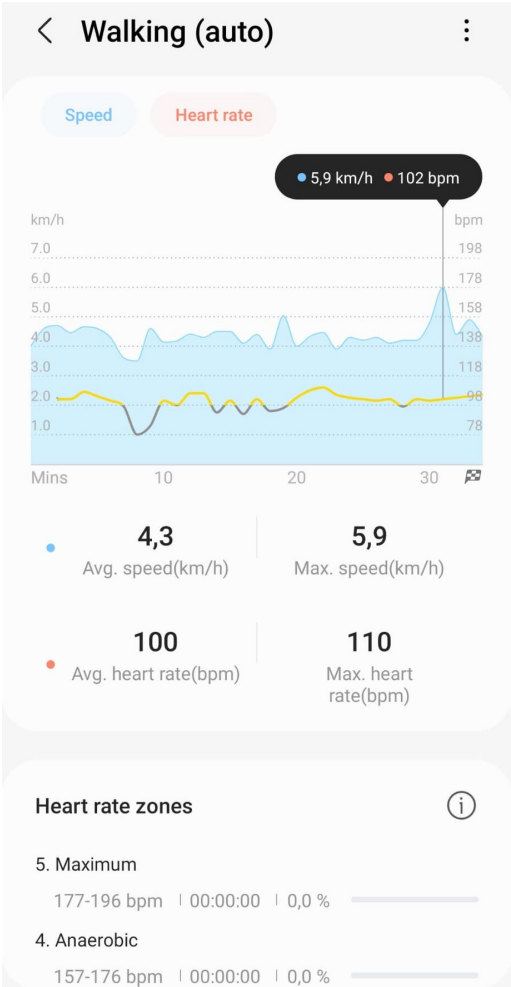 Walking (auto)
Speed
Heart rate
5,9 km/h 102 bpm
km/h bpm
7.0 198
6.0 178
5.0 158
4.0 138
3.0 118
2.0 98
1.0 78
Mins 10 20 30
4,3 5,9
Avg. speed(km/h) Max. speed(km/h)
100 110
Avg. heart rate(bpm) Max. heart
rate(bpm)
Heart rate zones
5. Maximum
177-196 bpm | 00:00:00 | 0,0 %
4. Anaerobic
157-176 bpm | 00:00:00 | 0,0 %